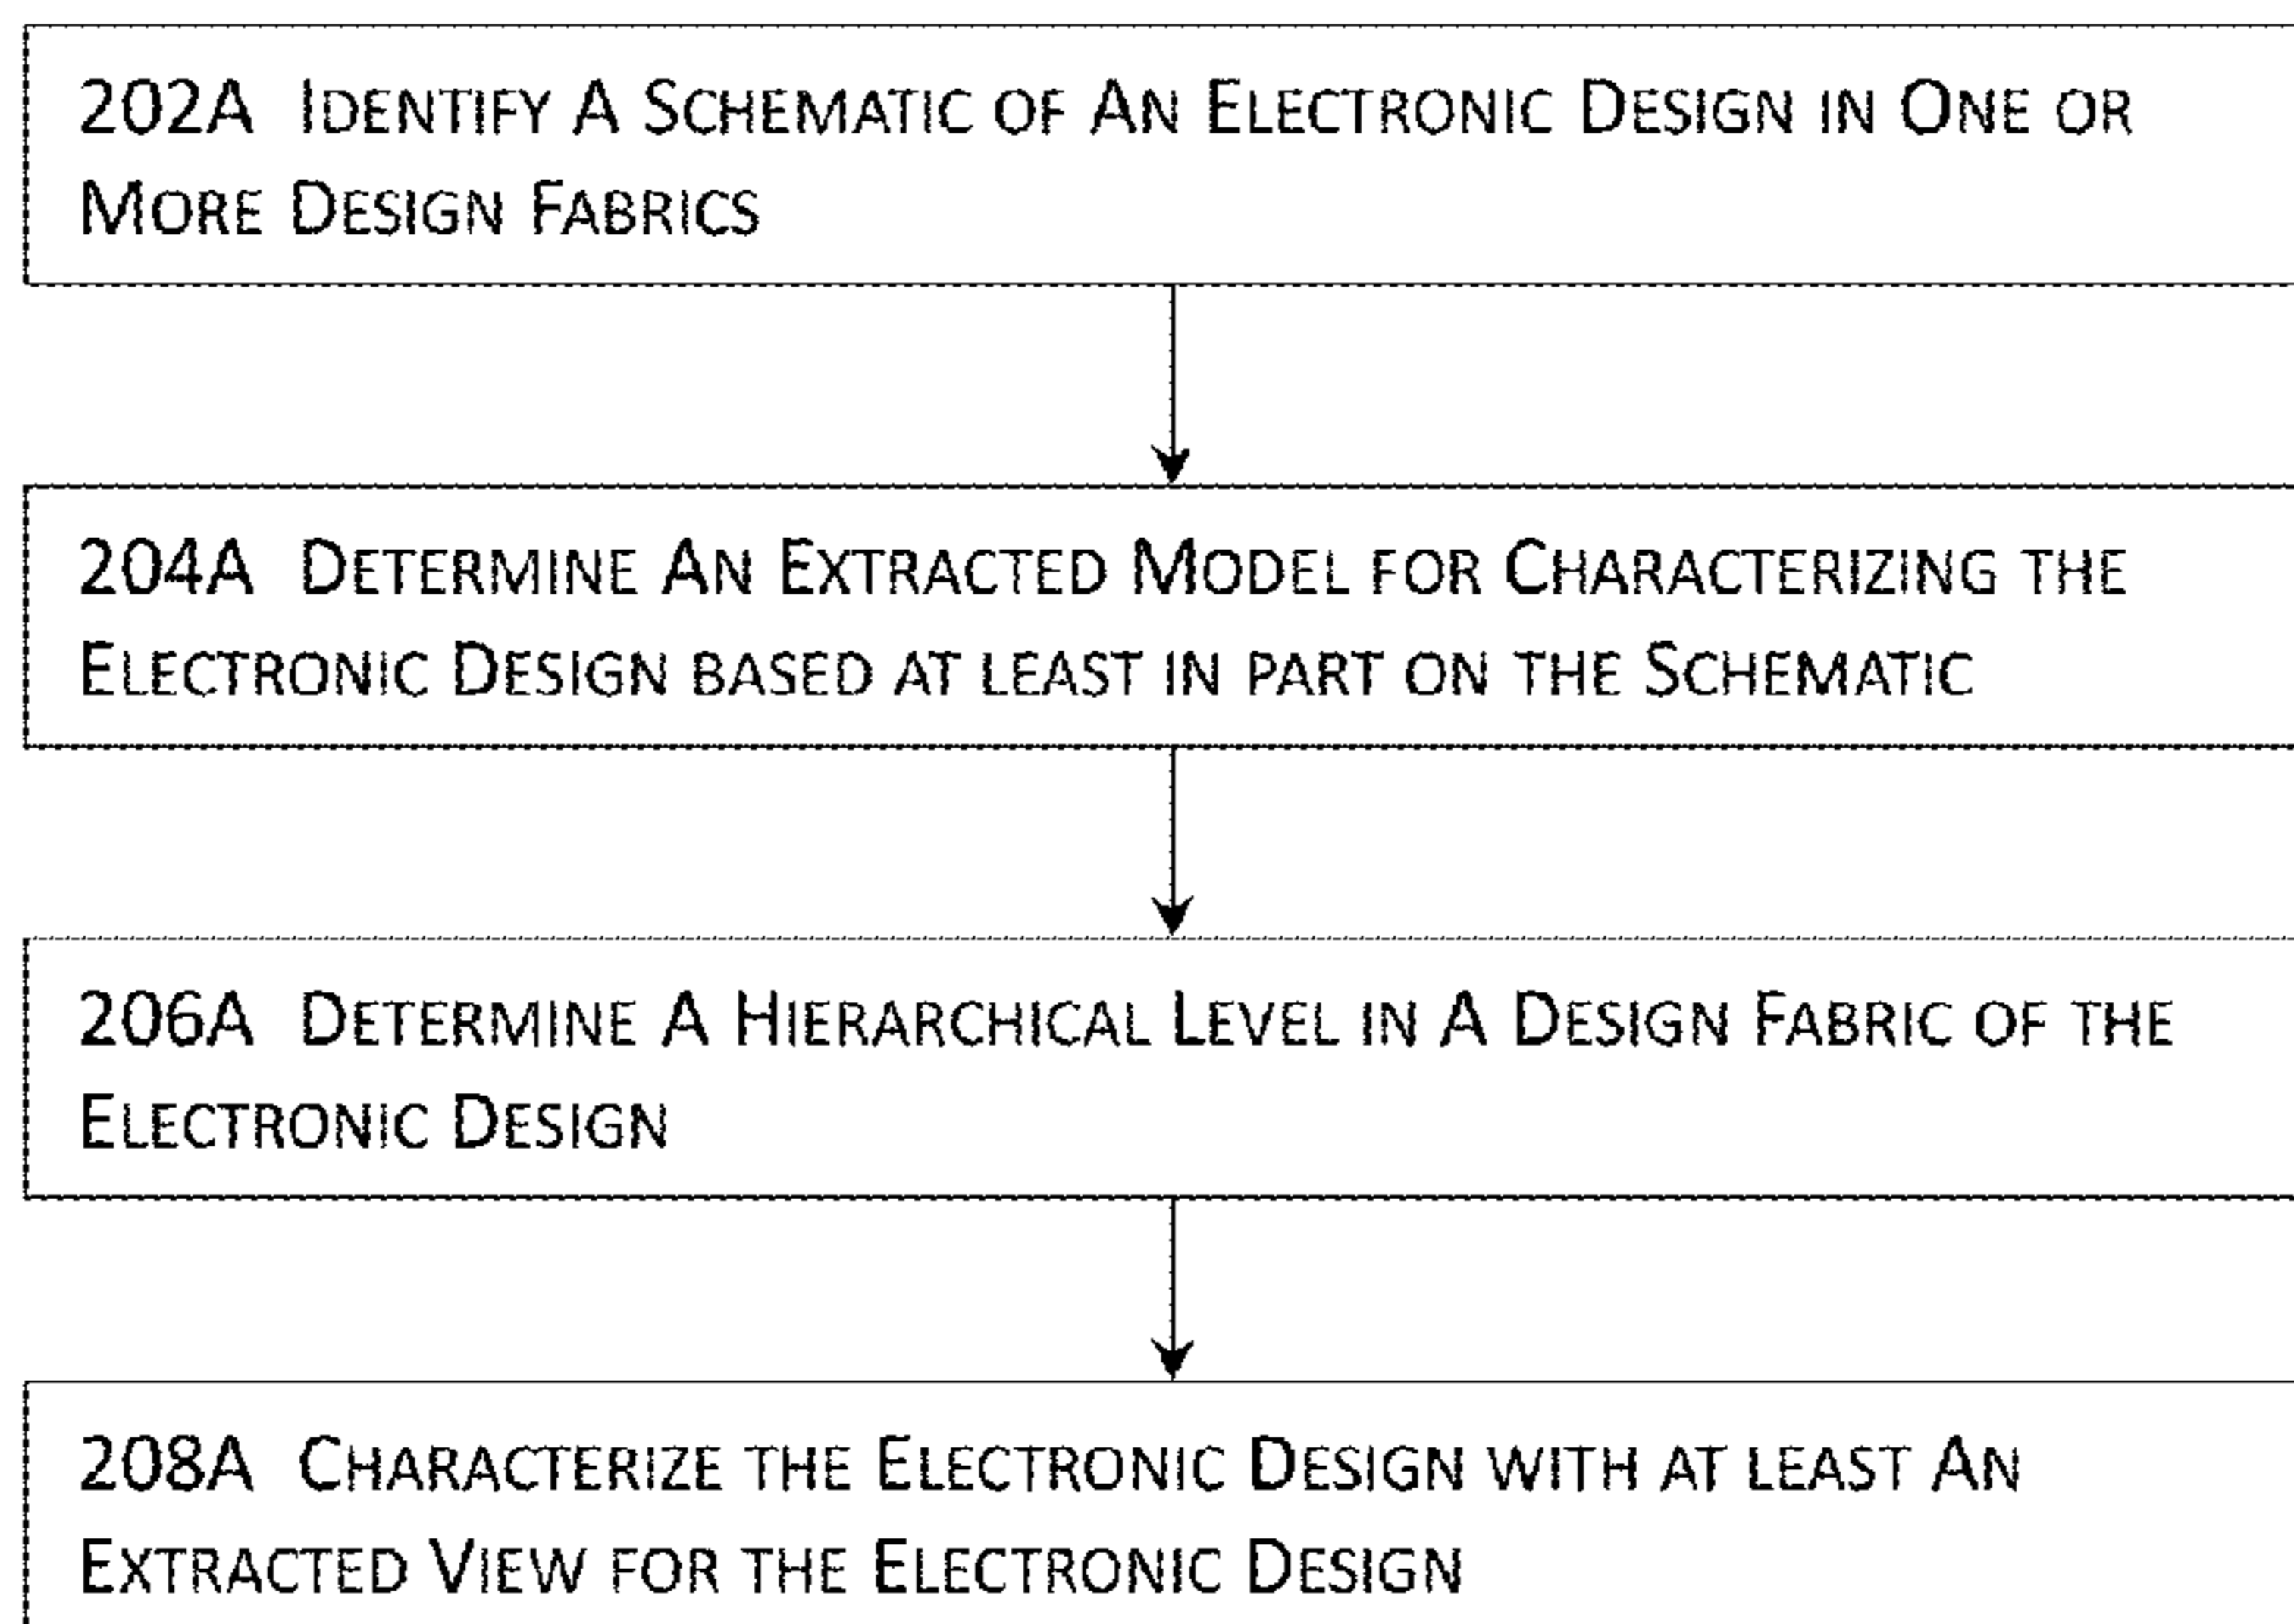 202A IDENTIFY A SCHEMATIC OF AN ELECTRONIC DESIGN IN ONE OR
MORE DESIGN FABRICS
204A DETERMINE AN EXTRACTED MODEL FOR CHARACTERIZING THE
ELECTRONIC DESIGN BASED AT LEAST IN PART ON THE SCHEMATIC
206A DETERMINE A HIERARCHICAL LEVEL IN A DESIGN FABRIC OF THE
ELECTRONIC DESIGN
208A CHARACTERIZE THE ELECTRONIC DESIGN WITH AT LEAST AN
EXTRACTED VIEW FOR THE ELECTRONIC DESIGN